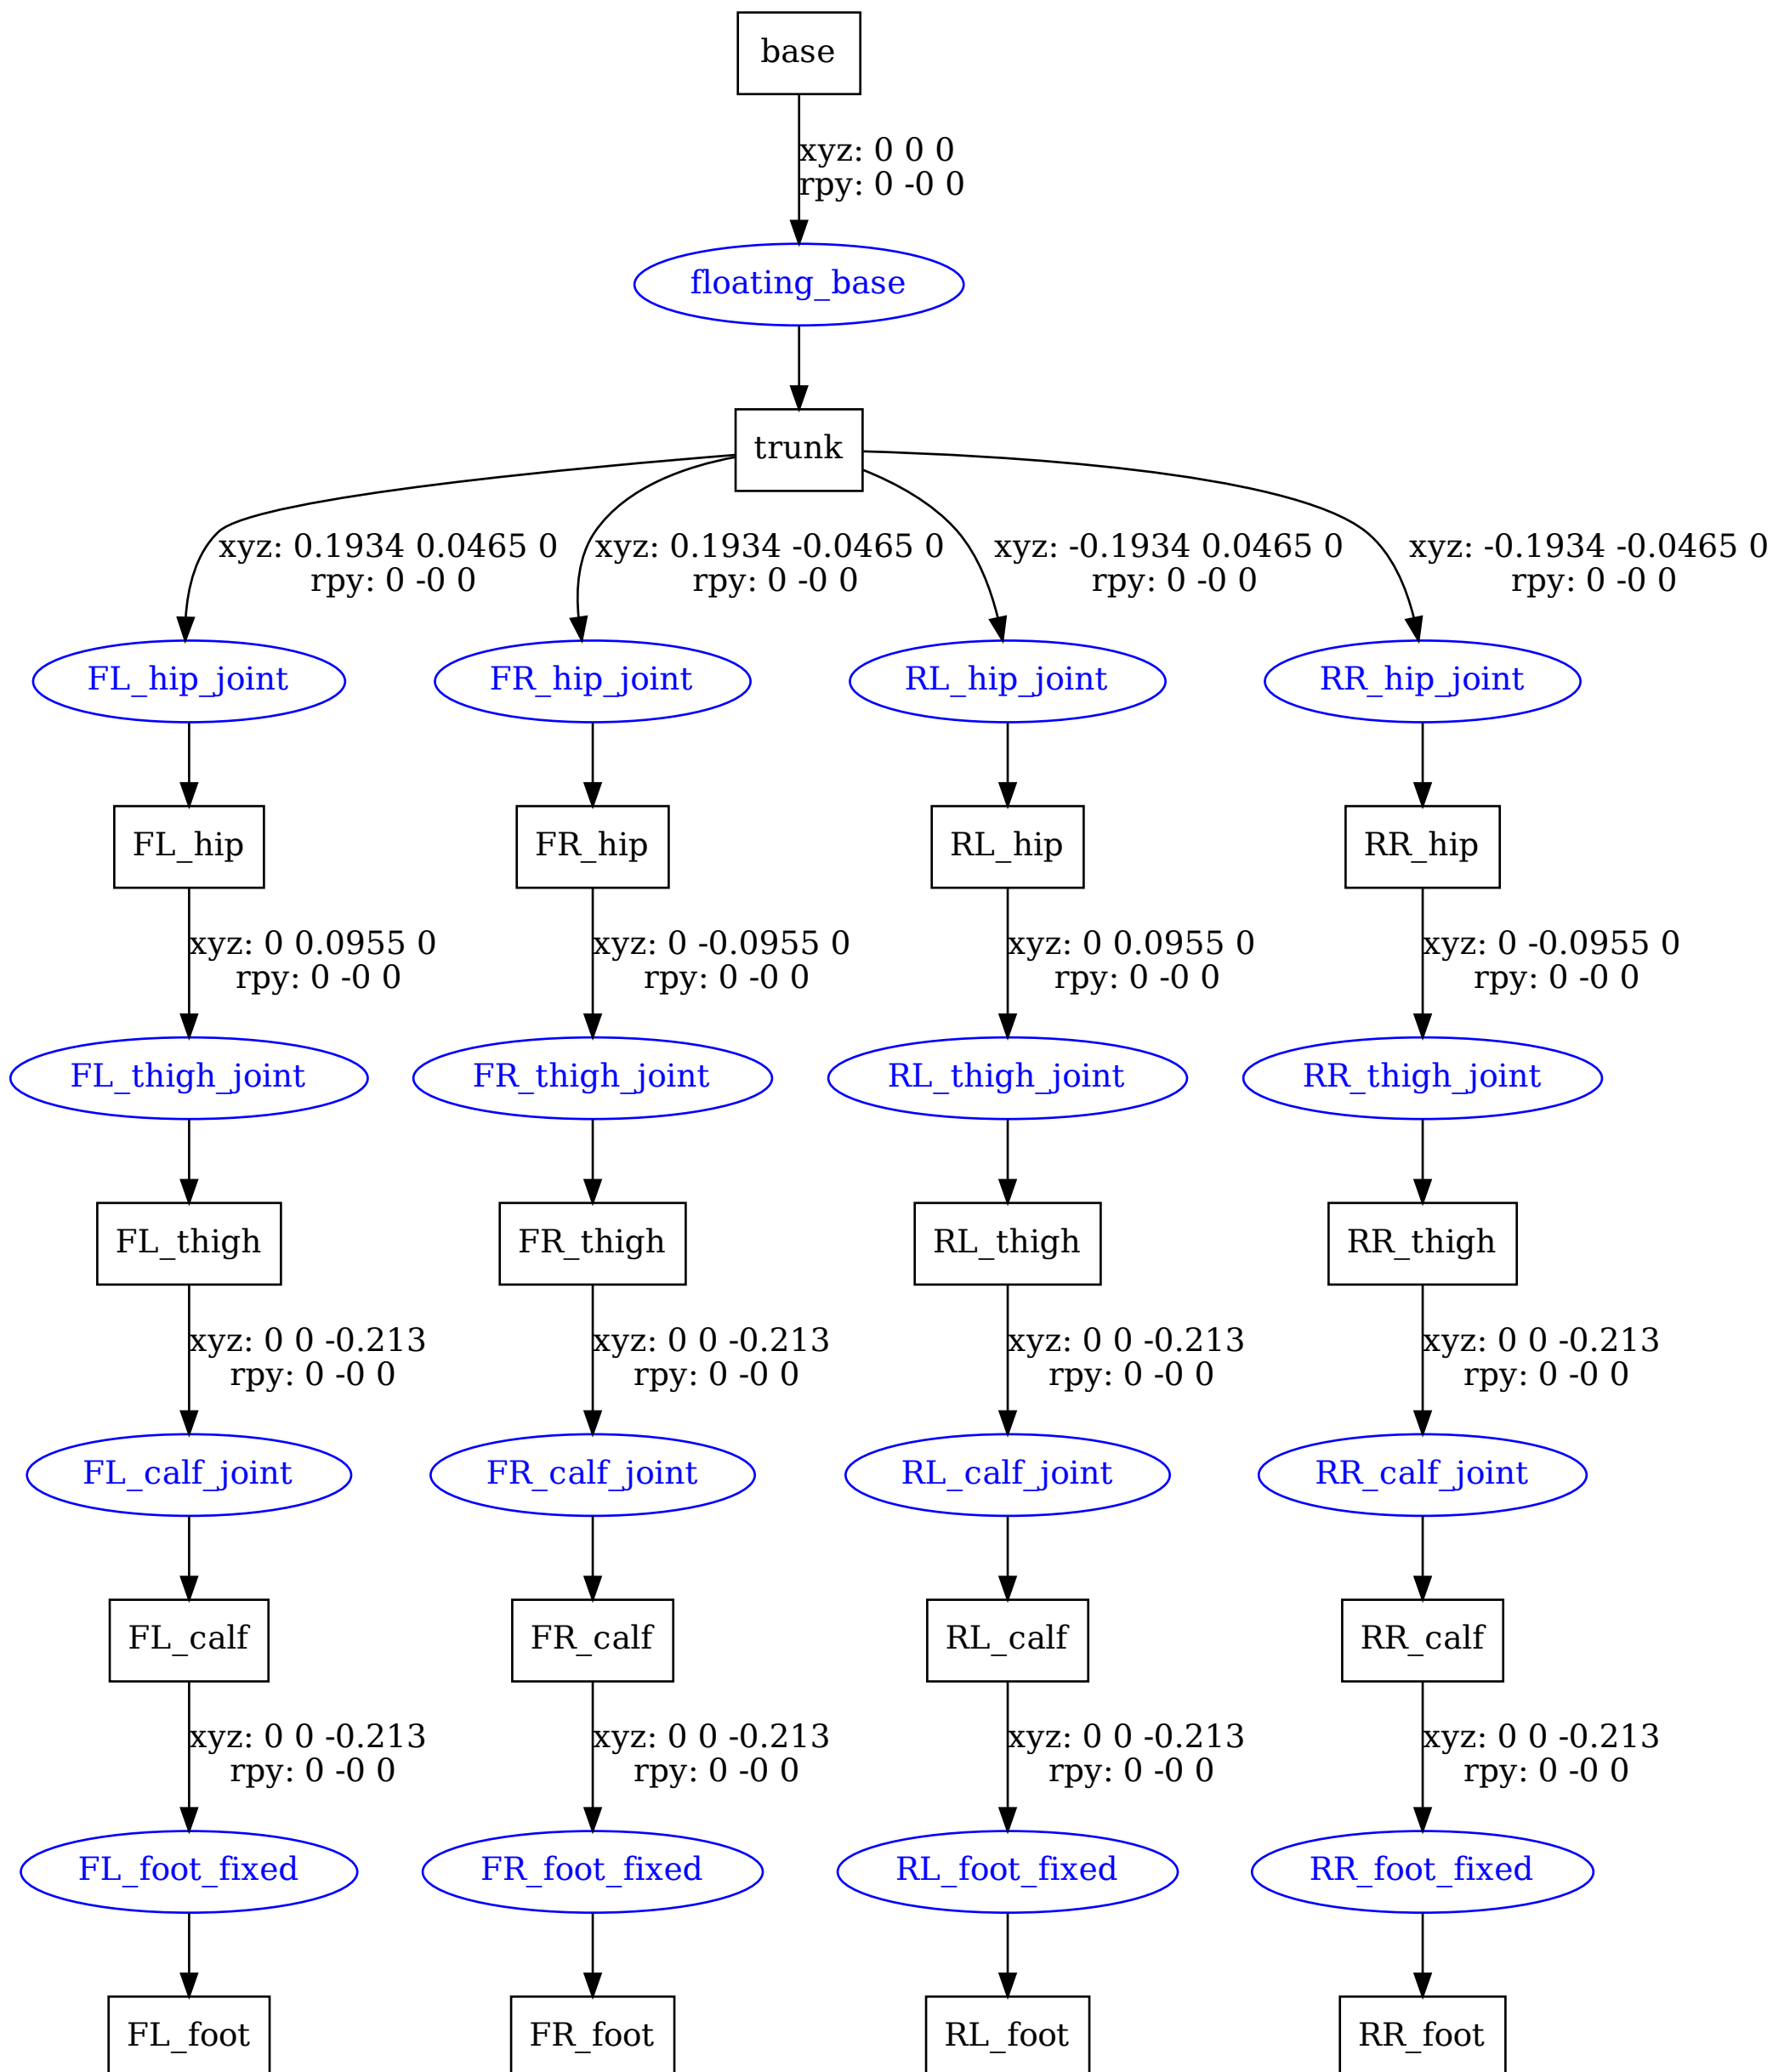 base
xyz: 0 0 0
rpy: 0 -0 0
floating_base
trunk
xyz: 0.1934 0.0465 0
rpy: 0 -0 0
xyz: 0.1934 -0.0465 0
rpy: 0 -0 0
xyz: -0.1934 0.0465 0
rpy: 0 -0 0
xyz: -0.1934 -0.0465 0
rpy: 0 -0 0
FL_hip_joint
FR_hip_joint
RL_hip_joint
RR_hip_joint
FL_hip
FR_hip
RL_hip
RR_hip
xyz: 0 0.0955 0
rpy: 0 -0 0
xyz: 0 -0.0955 0
rpy: 0 -0 0
xyz: 0 0.0955 0
rpy: 0 -0 0
xyz: 0 -0.0955 0
rpy: 0 -0 0
FL_thigh_joint
FR_thigh_joint
RL_thigh_joint
RR_thigh_joint
FL_thigh
FR_thigh
RL_thigh
RR_thigh
xyz: 0 0 -0.213
rpy: 0 -0 0
xyz: 0 0 -0.213
rpy: 0 -0 0
xyz: 0 0 -0.213
rpy: 0 -0 0
xyz: 0 0 -0.213
rpy: 0 -0 0
FL_calf_joint
FR_calf_joint
RL_calf_joint
RR_calf_joint
FL_calf
FR_calf
RL_calf
RR_calf
xyz: 0 0 -0.213
rpy: 0 -0 0
xyz: 0 0 -0.213
rpy: 0 -0 0
xyz: 0 0 -0.213
rpy: 0 -0 0
xyz: 0 0 -0.213
rpy: 0 -0 0
FL_foot_fixed
FR_foot_fixed
RL_foot_fixed
RR_foot_fixed
FL_foot
FR_foot
RL_foot
RR_foot